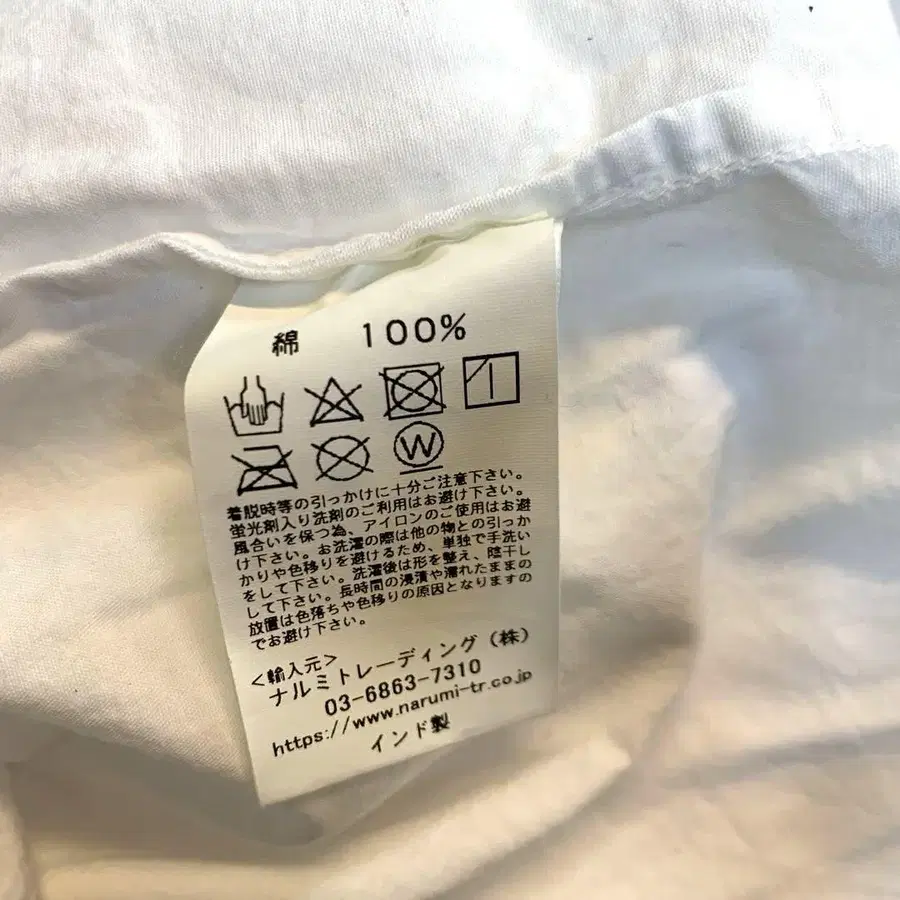 綿 100%
W
着脱時等の引っかけに十分ご注意下さい。
蛍光剤入り洗剤のご利用はお避け下さい。
風合いを保つ為、アイロンのご使用はお避
け下さい。お洗濯の際は他の物との引っか
かりや色移りを避けるため、単独で手洗い
をして下さい。洗濯後は形を整え、陰干し
して下さい。長時間の浸漬や濡れたままの
放置は色落ちや色移りの原因となりますの
でお避け下さい。
<輸入元>
ナルミトレーディング(株)
03-6863-7310
https://www.narumi-tr.co.jp
インド製